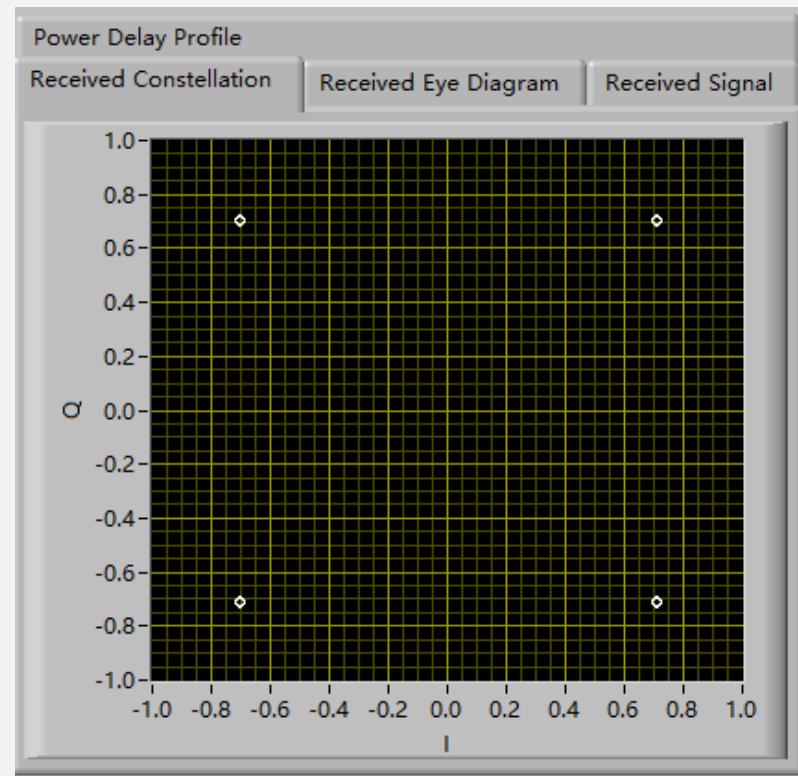 Power Delay Profile
Received Constellation Received Eye Diagram Received Signal
1.0
0.8
0.6
0.4
0.2
Q 0.0
-0.2
-0.4
-0.6
-0.8
-1.0
-1.0 -0.8 -0.6 -0.4 -0.2 0.0 0.2 0.4 0.6 0.8 1.0
I